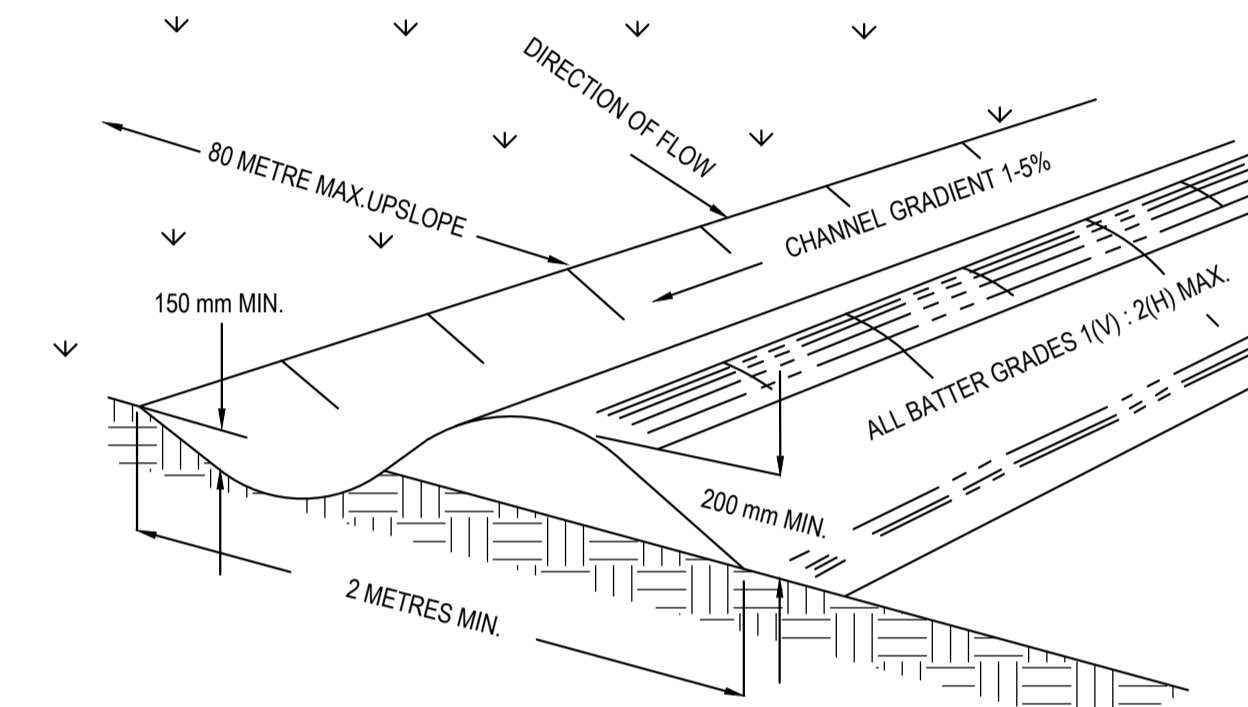 DIRECTION OF FLOW
80 METRE MAX.UPSLOPE
CHANNEL GRADIENT 1-5%
150 mm MIN.
ALL BATTER GRADES 1(V) : 2(H) MAX.
200 mm MIN.
2 METRES MIN.